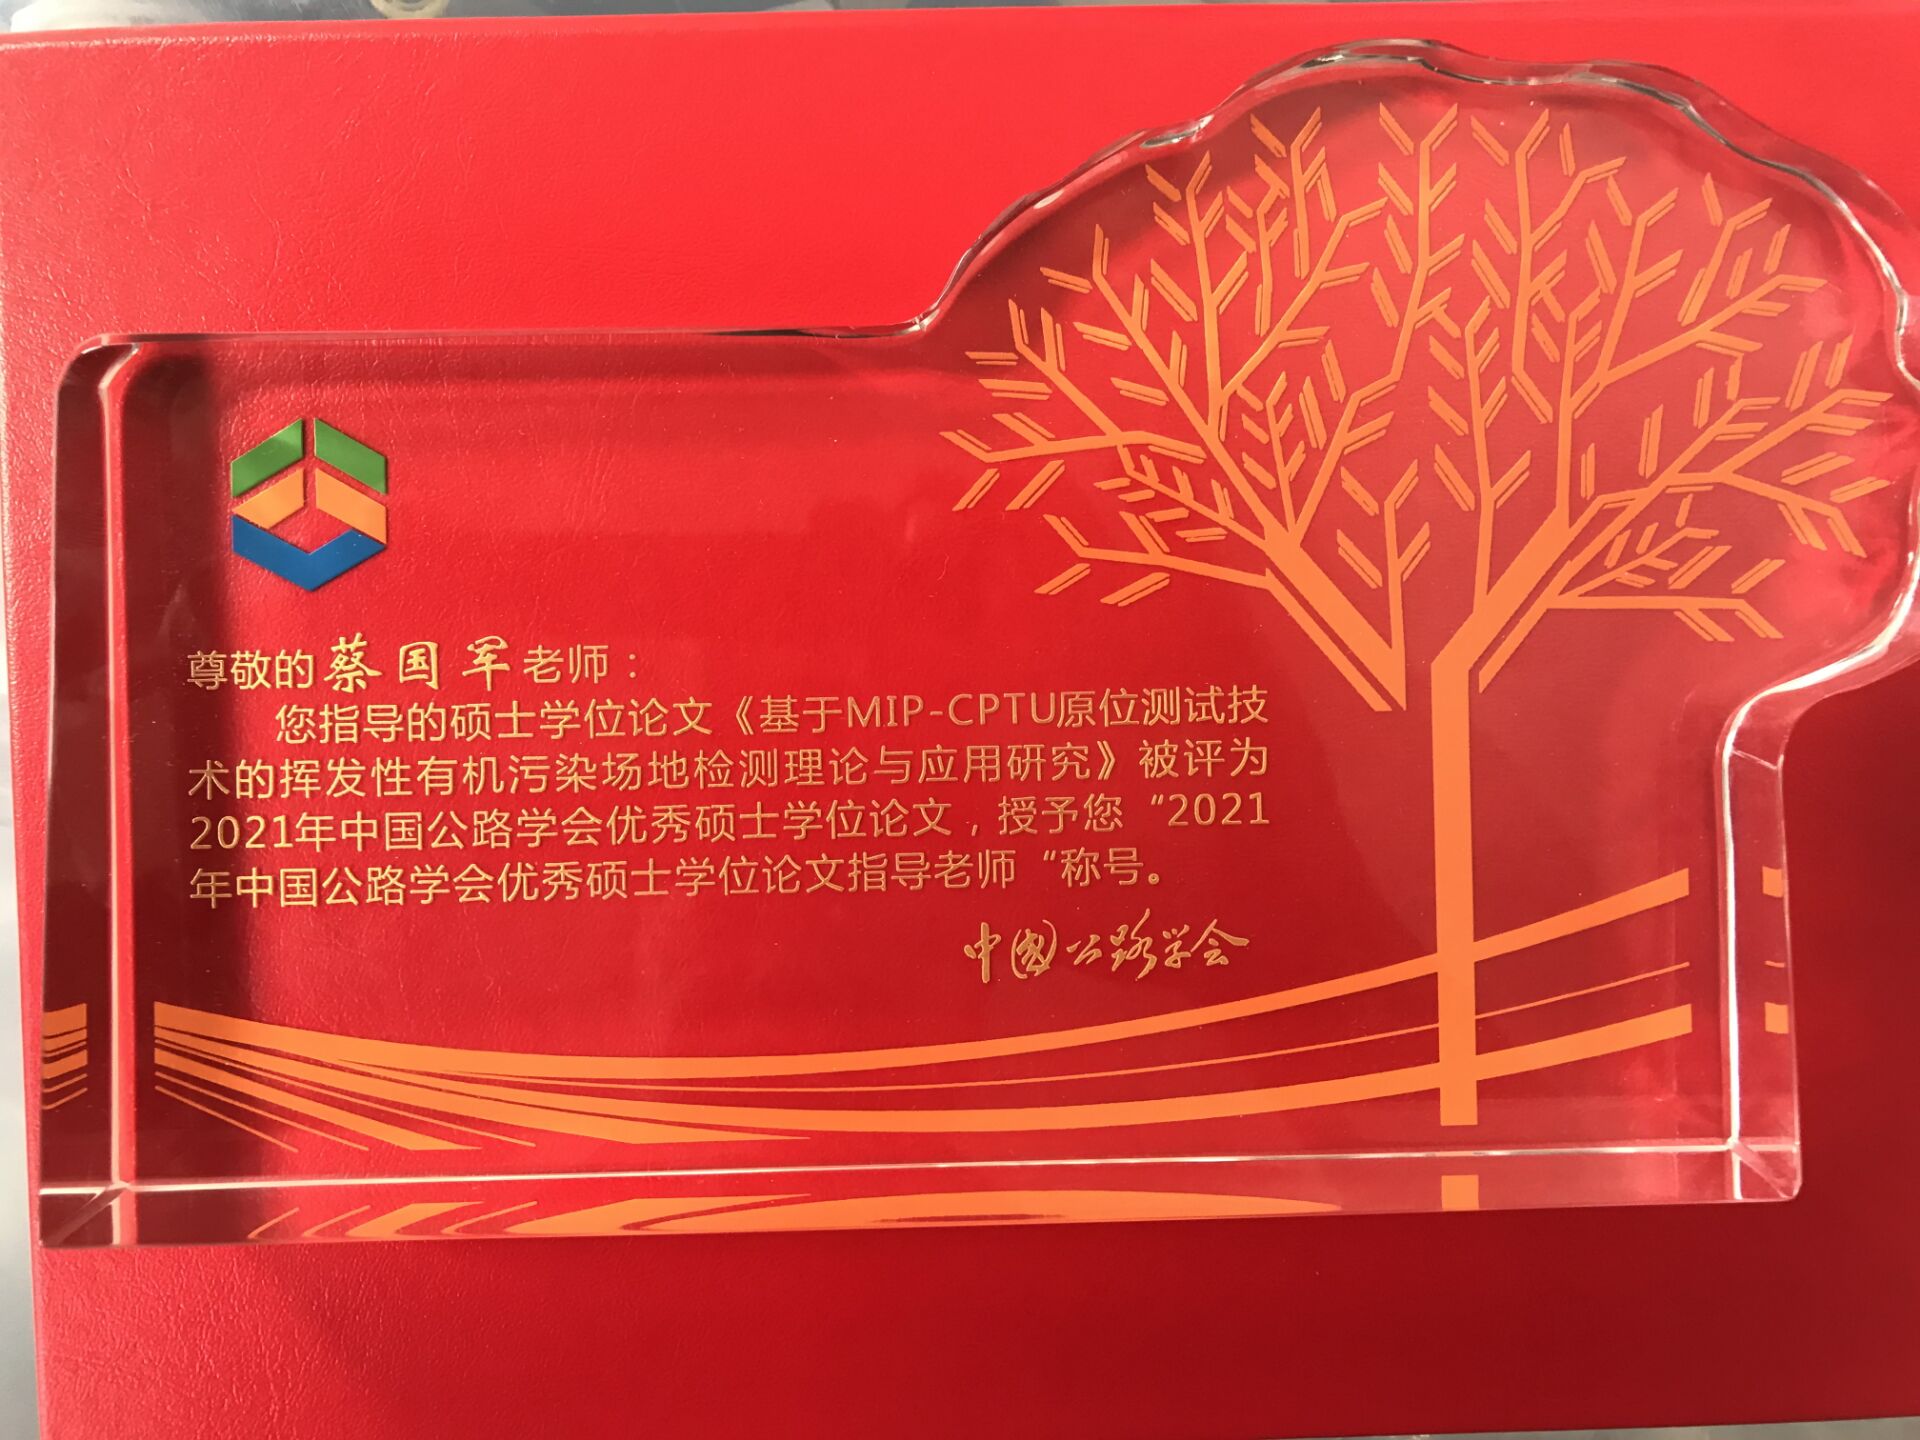 尊敬的蔡国军老师：
您指导的硕士学位论文《基于MIP-CPTU原位测试技
术的挥发性有机污染场地检测理论与应用研究》被评为
2021年中国公路学会优秀硕士学位论文，授予您“2021
年中国公路学会优秀硕士学位论文指导老师“称号。
中国公路学会